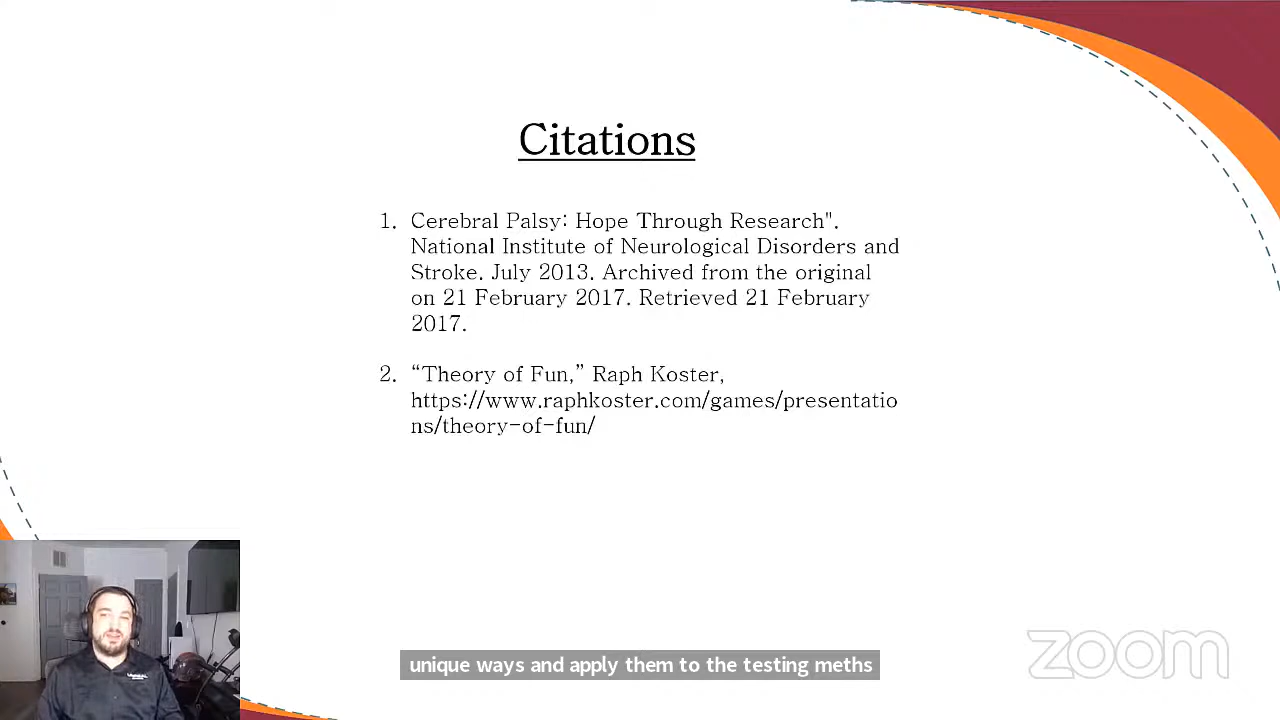 Citations
1. Cerebral Palsy: Hope Through Research".
National Institute of Neurological Disorders and
Stroke. July 2013. Archived from the original
on 21 February 2017. Retrieved 21 February
2017.
2. “Theory of Fun,” Raph Koster,
https://www.raphkoster.com/games/presentatio
ns/theory-of-fun/
unique ways and apply them to the testing meths
zoom